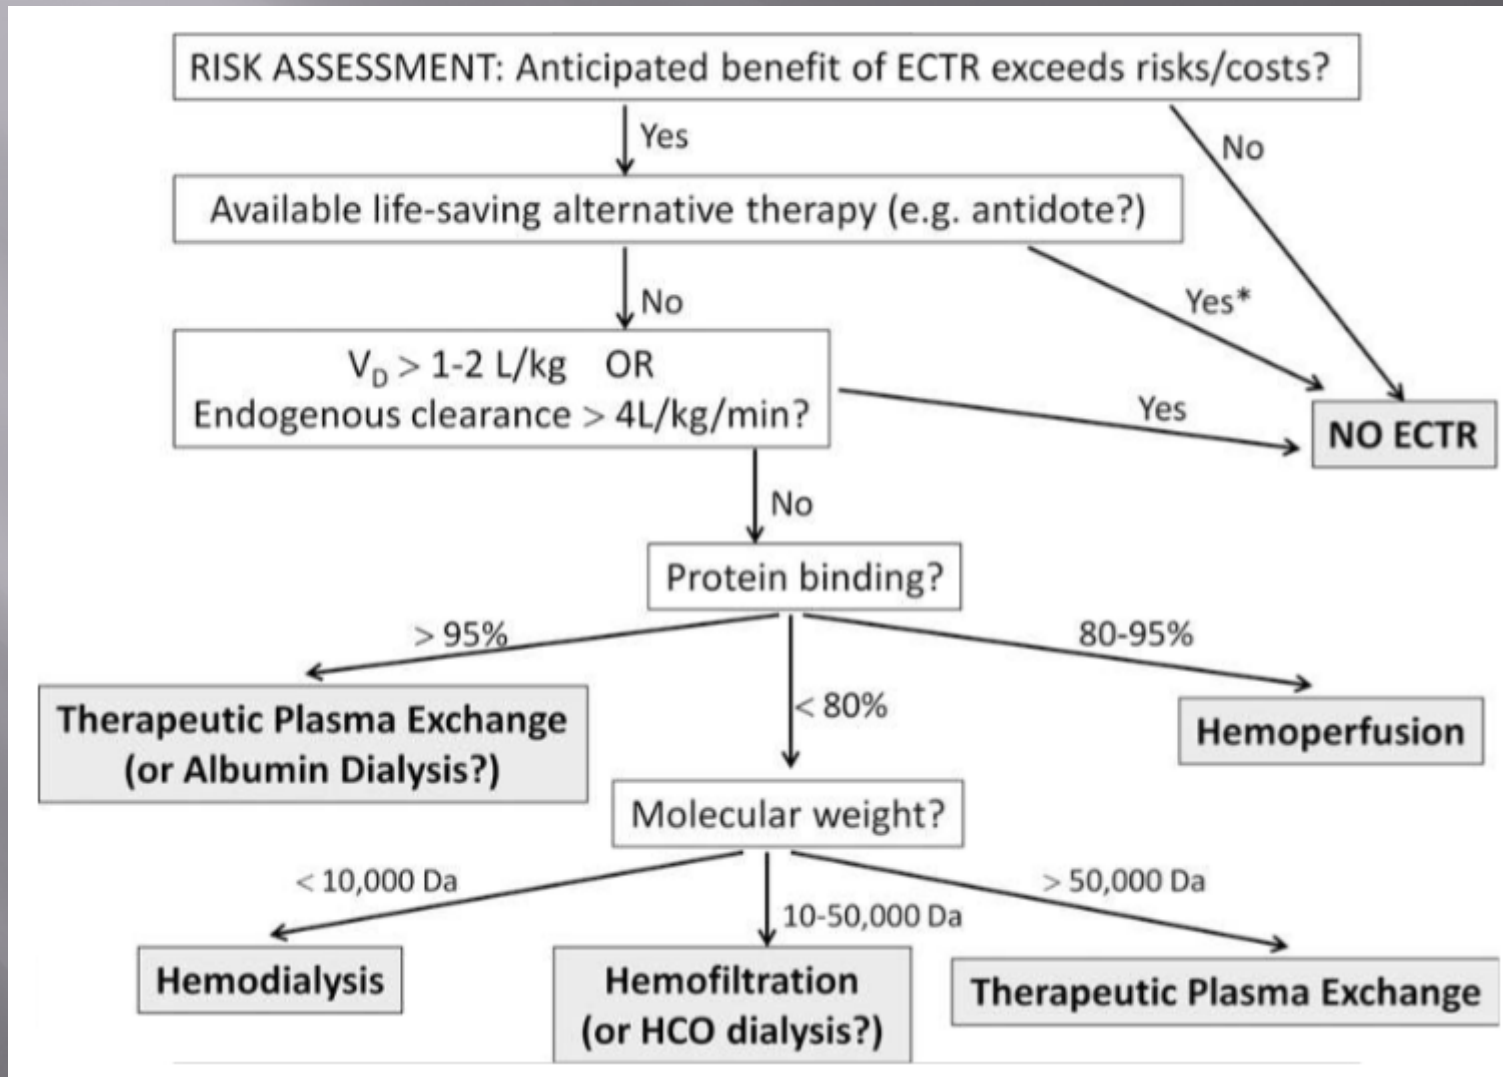 RISK ASSESSMENT: Anticipated benefit of ECTR exceeds risks/costs?
Yes
No
Available life-saving alternative therapy (e.g. antidote?)
No
Yes*
V_D > 1-2 L/kg OR
Endogenous clearance > 4L/kg/min?
Yes
NO ECTR
No
Protein binding?
> 95%
80-95%
< 80%
Therapeutic Plasma Exchange
(or Albumin Dialysis?)
Hemoperfusion
Molecular weight?
< 10,000 Da
> 50,000 Da
10-50,000 Da
Hemodialysis
Hemofiltration
(or HCO dialysis?)
Therapeutic Plasma Exchange